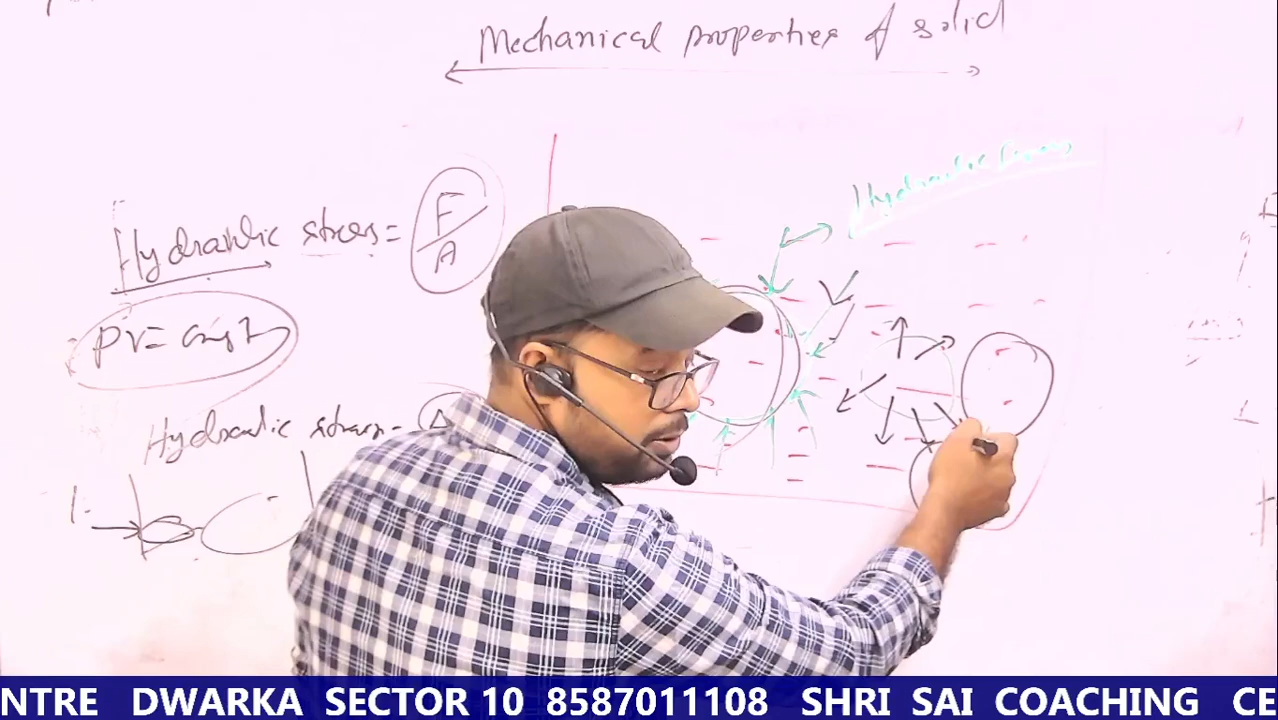 Mechanical properties of solid
Hydraulic
Hydraulic stress = F/A
PV = const
Hydraulic stress =
NTRE DWARKA SECTOR 10 8587011108 SHRI SAI COACHING CE